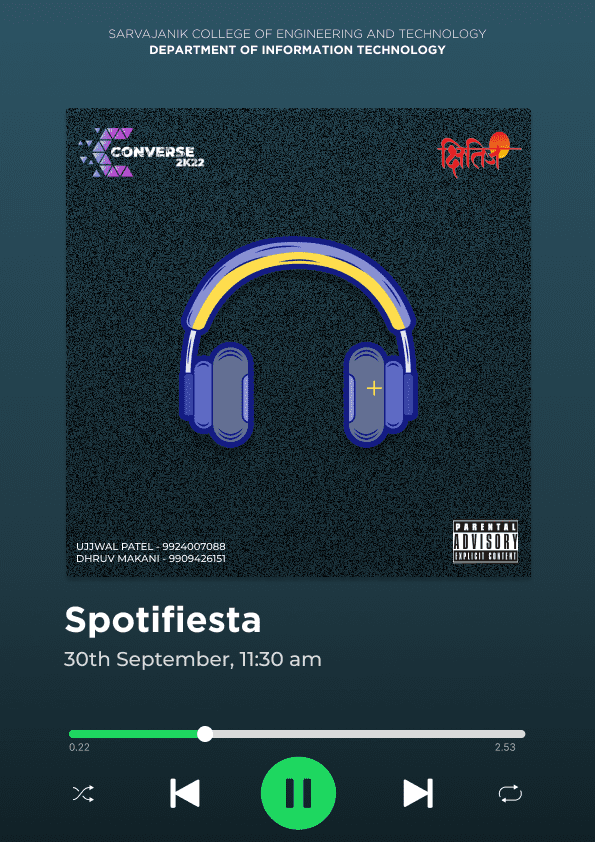 SARVAJANIK COLLEGE OF ENGINEERING AND TECHNOLOGY
DEPARTMENT OF INFORMATION TECHNOLOGY
CONVERSE
2K22
क्षितिज
UJJWAL PATEL - 9924007088
DHRUV MAKANI - 9909426151
PARENTAL
ADVISORY
EXPLICIT CONTENT
Spotifiesta
30th September, 11:30 am
0.22
2.53